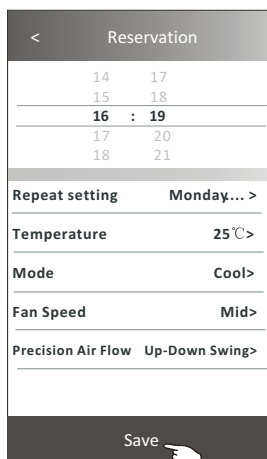 < Reservation
14 17
15 18
16 : 19
17 20
18 21
Repeat setting Monday.... >
Temperature 25℃>
Mode Cool>
Fan Speed Mid>
Precision Air Flow Up-Down Swing>
Save